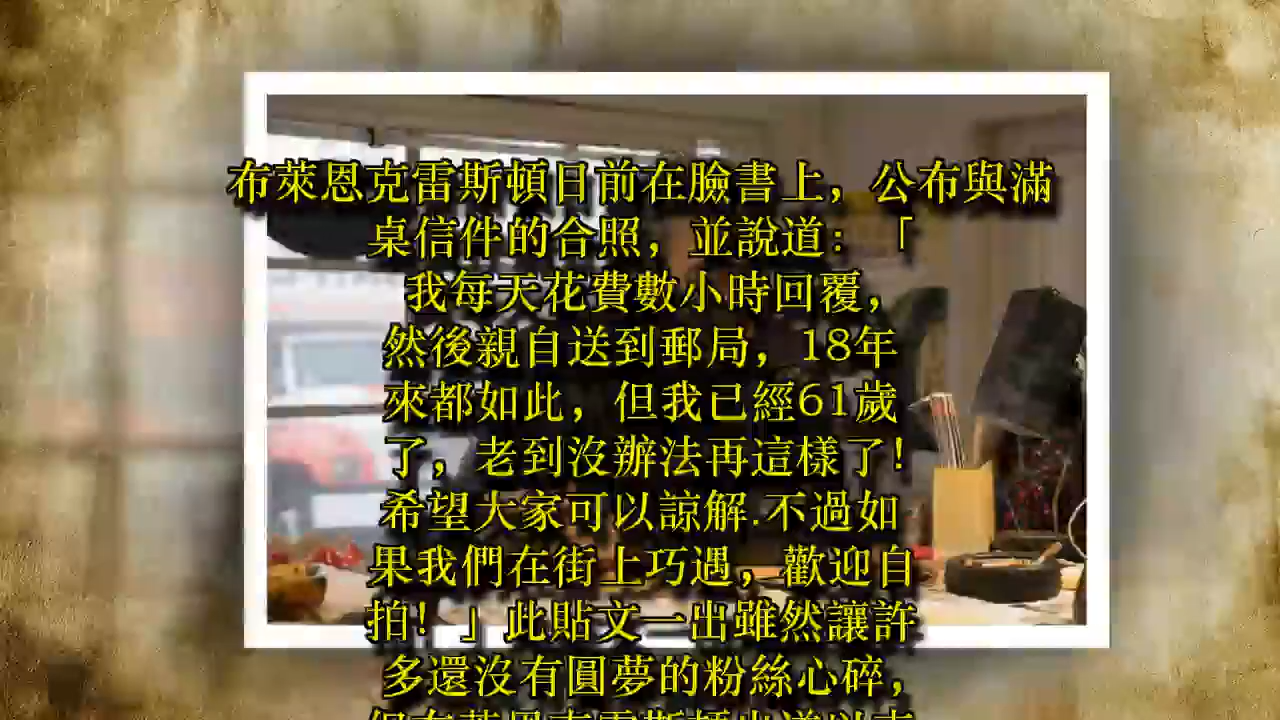 布萊恩克雷斯頓日前在臉書上，公布與滿
桌信件的合照，並說道：「
我每天花費數小時回覆，
然後親自送到郵局，18年
來都如此，但我已經61歲
了，老到沒辦法再這樣了！
希望大家可以諒解.不過如
果我們在街上巧遇，歡迎自
拍！」此貼文一出雖然讓許
多還沒有圓夢的粉絲心碎，